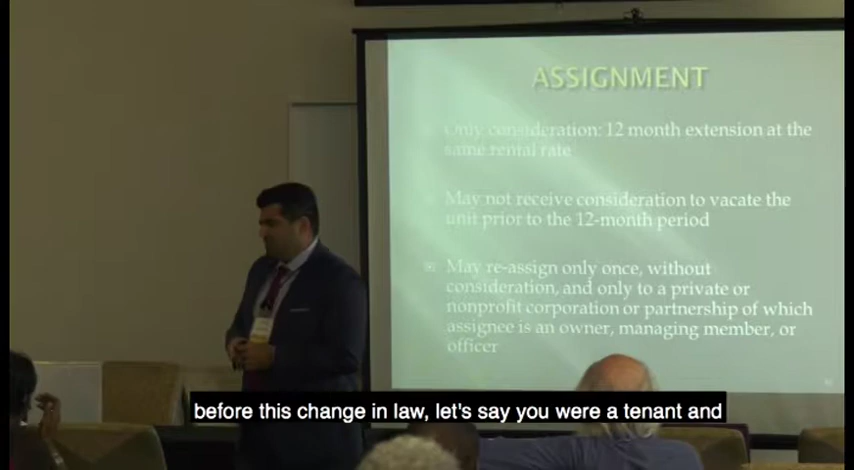 ASSIGNMENT
Only consideration: 12 month extension at the
same rental rate
May not receive consideration to vacate the
unit prior to the 12-month period
May re-assign only once, without
consideration, and only to a private or
nonprofit corporation or partnership of which
assignee is an owner, managing member, or
officer
before this change in law, let's say you were a tenant and